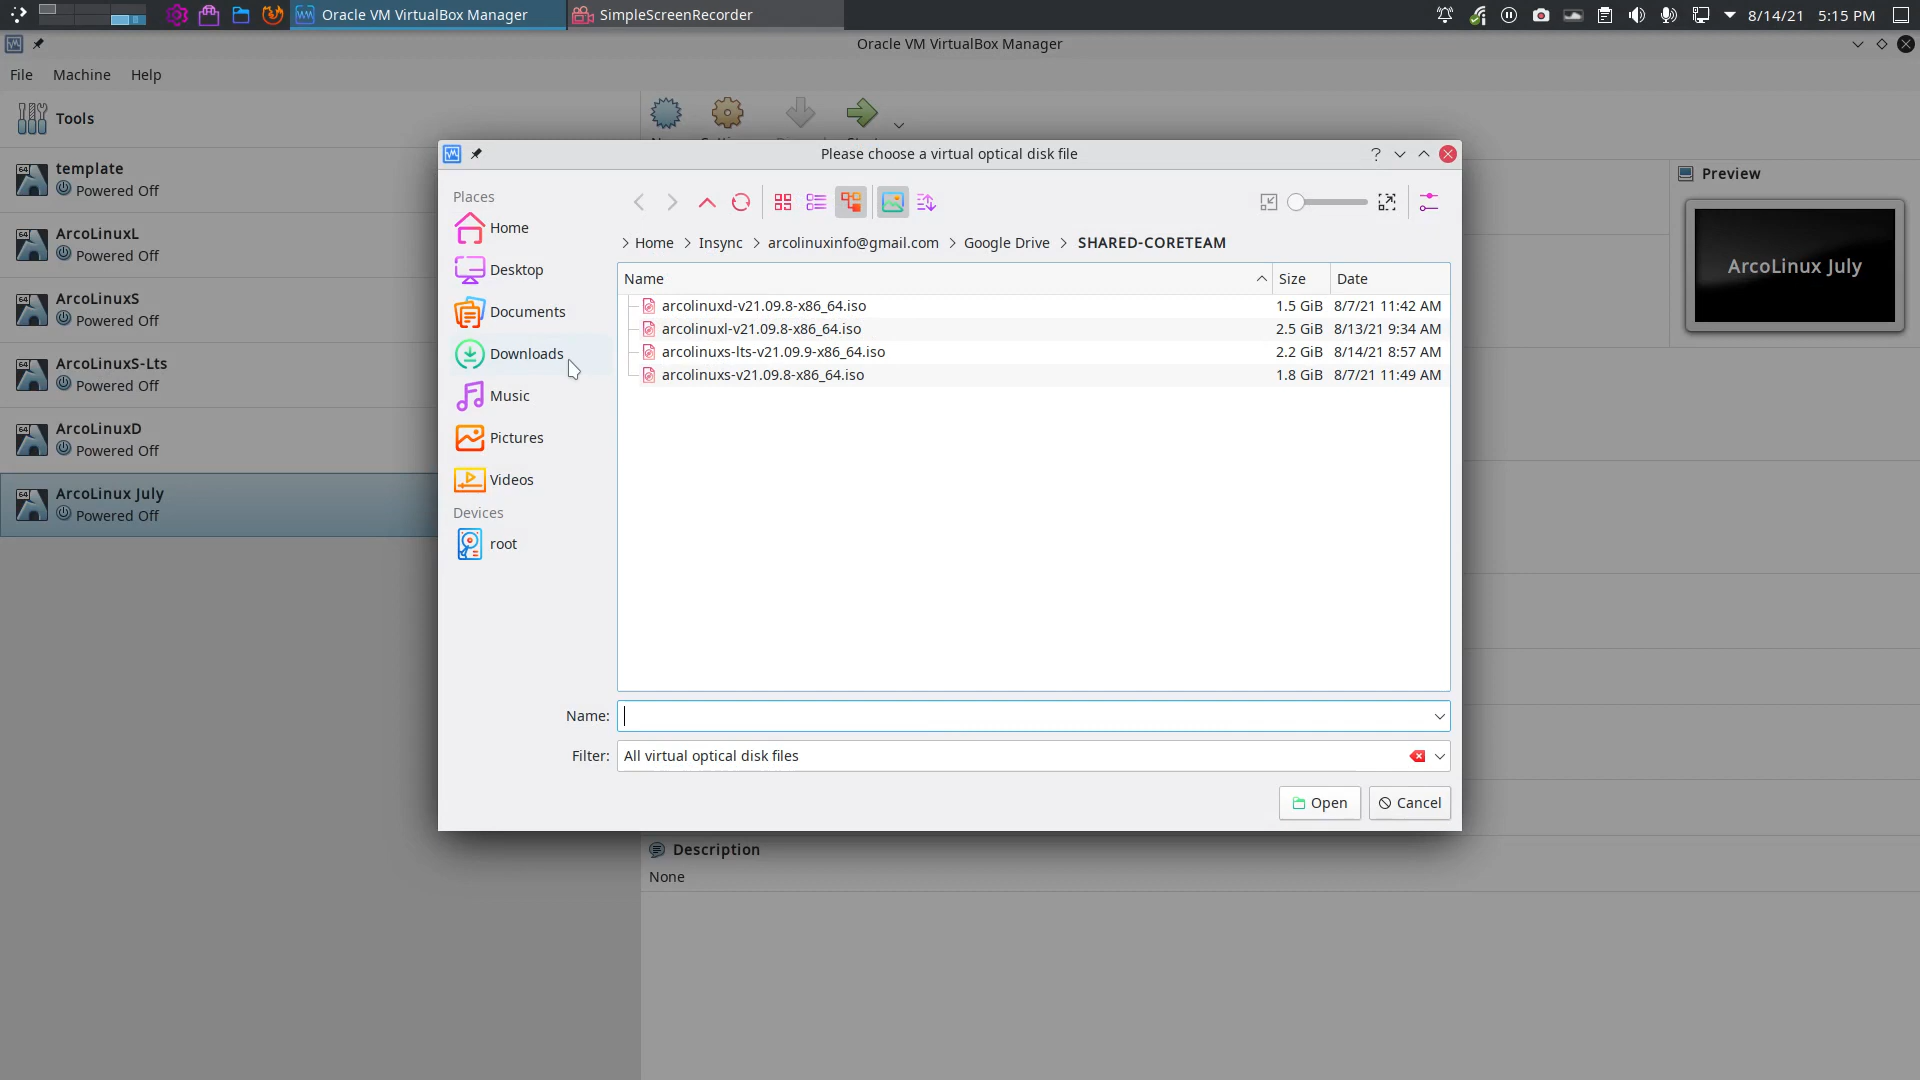 Oracle VM VirtualBox Manager
SimpleScreenRecorder
8/14/21 5:15 PM
Oracle VM VirtualBox Manager
File Machine Help
Tools
template
Powered Off
ArcoLinuxL
Powered Off
ArcoLinuxS
Powered Off
ArcoLinuxS-Lts
Powered Off
ArcoLinuxD
Powered Off
ArcoLinux July
Powered Off
64
64
64
64
64
64
Please choose a virtual optical disk file
?
Places
Home
Desktop
Documents
Downloads
Music
Pictures
Videos
Devices
root
Home > Insync > arcolinuxinfo@gmail.com > Google Drive > SHARED-CORETEAM
Name Size Date
arcolinuxd-v21.09.8-x86_64.iso 1.5 GiB 8/7/21 11:42 AM
arcolinuxl-v21.09.8-x86_64.iso 2.5 GiB 8/13/21 9:34 AM
arcolinuxs-lts-v21.09.9-x86_64.iso 2.2 GiB 8/14/21 8:57 AM
arcolinuxs-v21.09.8-x86_64.iso 1.8 GiB 8/7/21 11:49 AM
Name:
Filter: All virtual optical disk files
Open Cancel
Preview
ArcoLinux July
Description
None